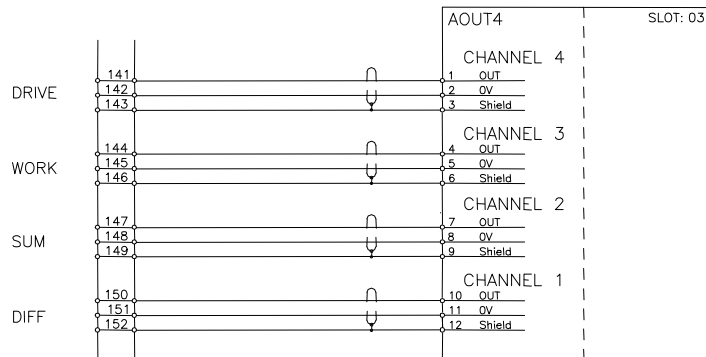 AOUT4 SLOT: 03
CHANNEL 4
141 1 OUT
DRIVE 142 2 0V
143 3 Shield
CHANNEL 3
144 4 OUT
WORK 145 5 0V
146 6 Shield
CHANNEL 2
147 7 OUT
SUM 148 8 0V
149 9 Shield
CHANNEL 1
150 10 OUT
DIFF 151 11 0V
152 12 Shield